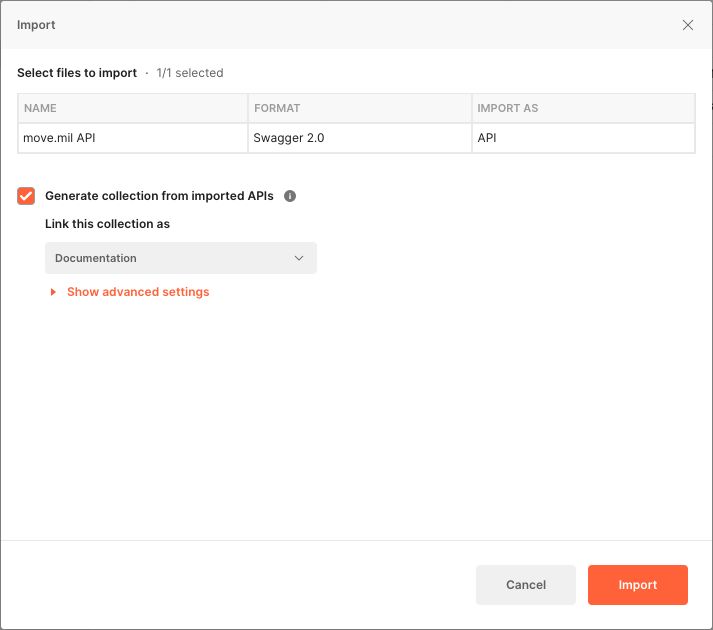 Import
Select files to import · 1/1 selected
NAME FORMAT IMPORT AS
move.mil API Swagger 2.0 API
Generate collection from imported APIs
Link this collection as
Documentation
Show advanced settings
Cancel Import